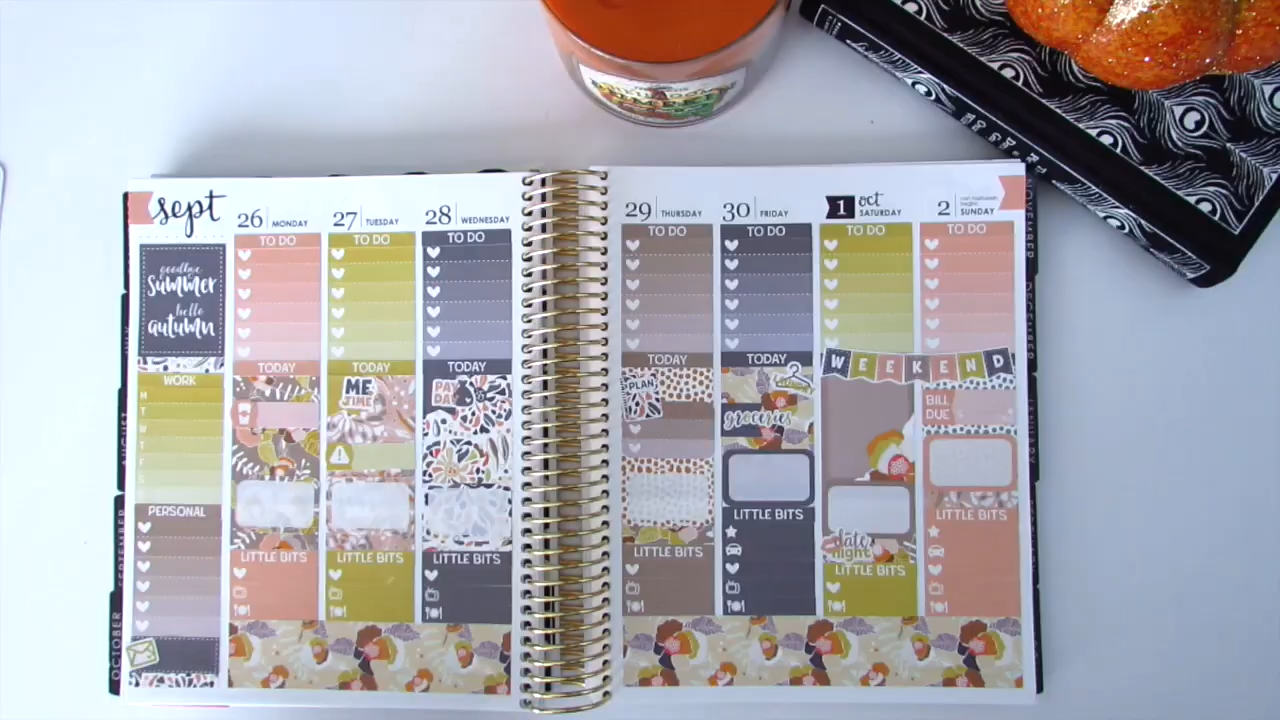 sept
26 MONDAY
27 TUESDAY
28 WEDNESDAY
29 THURSDAY
30 FRIDAY
1 oct SATURDAY
2 SUNDAY
goodbye
summer
hello
autumn
WORK
M
T
W
T
F
S
S
PERSONAL
TO DO
TODAY
LITTLE BITS
TO DO
TODAY
ME
TIME
LITTLE BITS
TO DO
TODAY
PAY
DAY
LITTLE BITS
TO DO
TODAY
PLAN
LITTLE BITS
TO DO
TODAY
groceries
LITTLE BITS
TO DO
WEEKEND
date
night
LITTLE BITS
TO DO
BILL
DUE
LITTLE BITS
AUGUST
SEPTEMBER
OCTOBER
NOVEMBER
DECEMBER